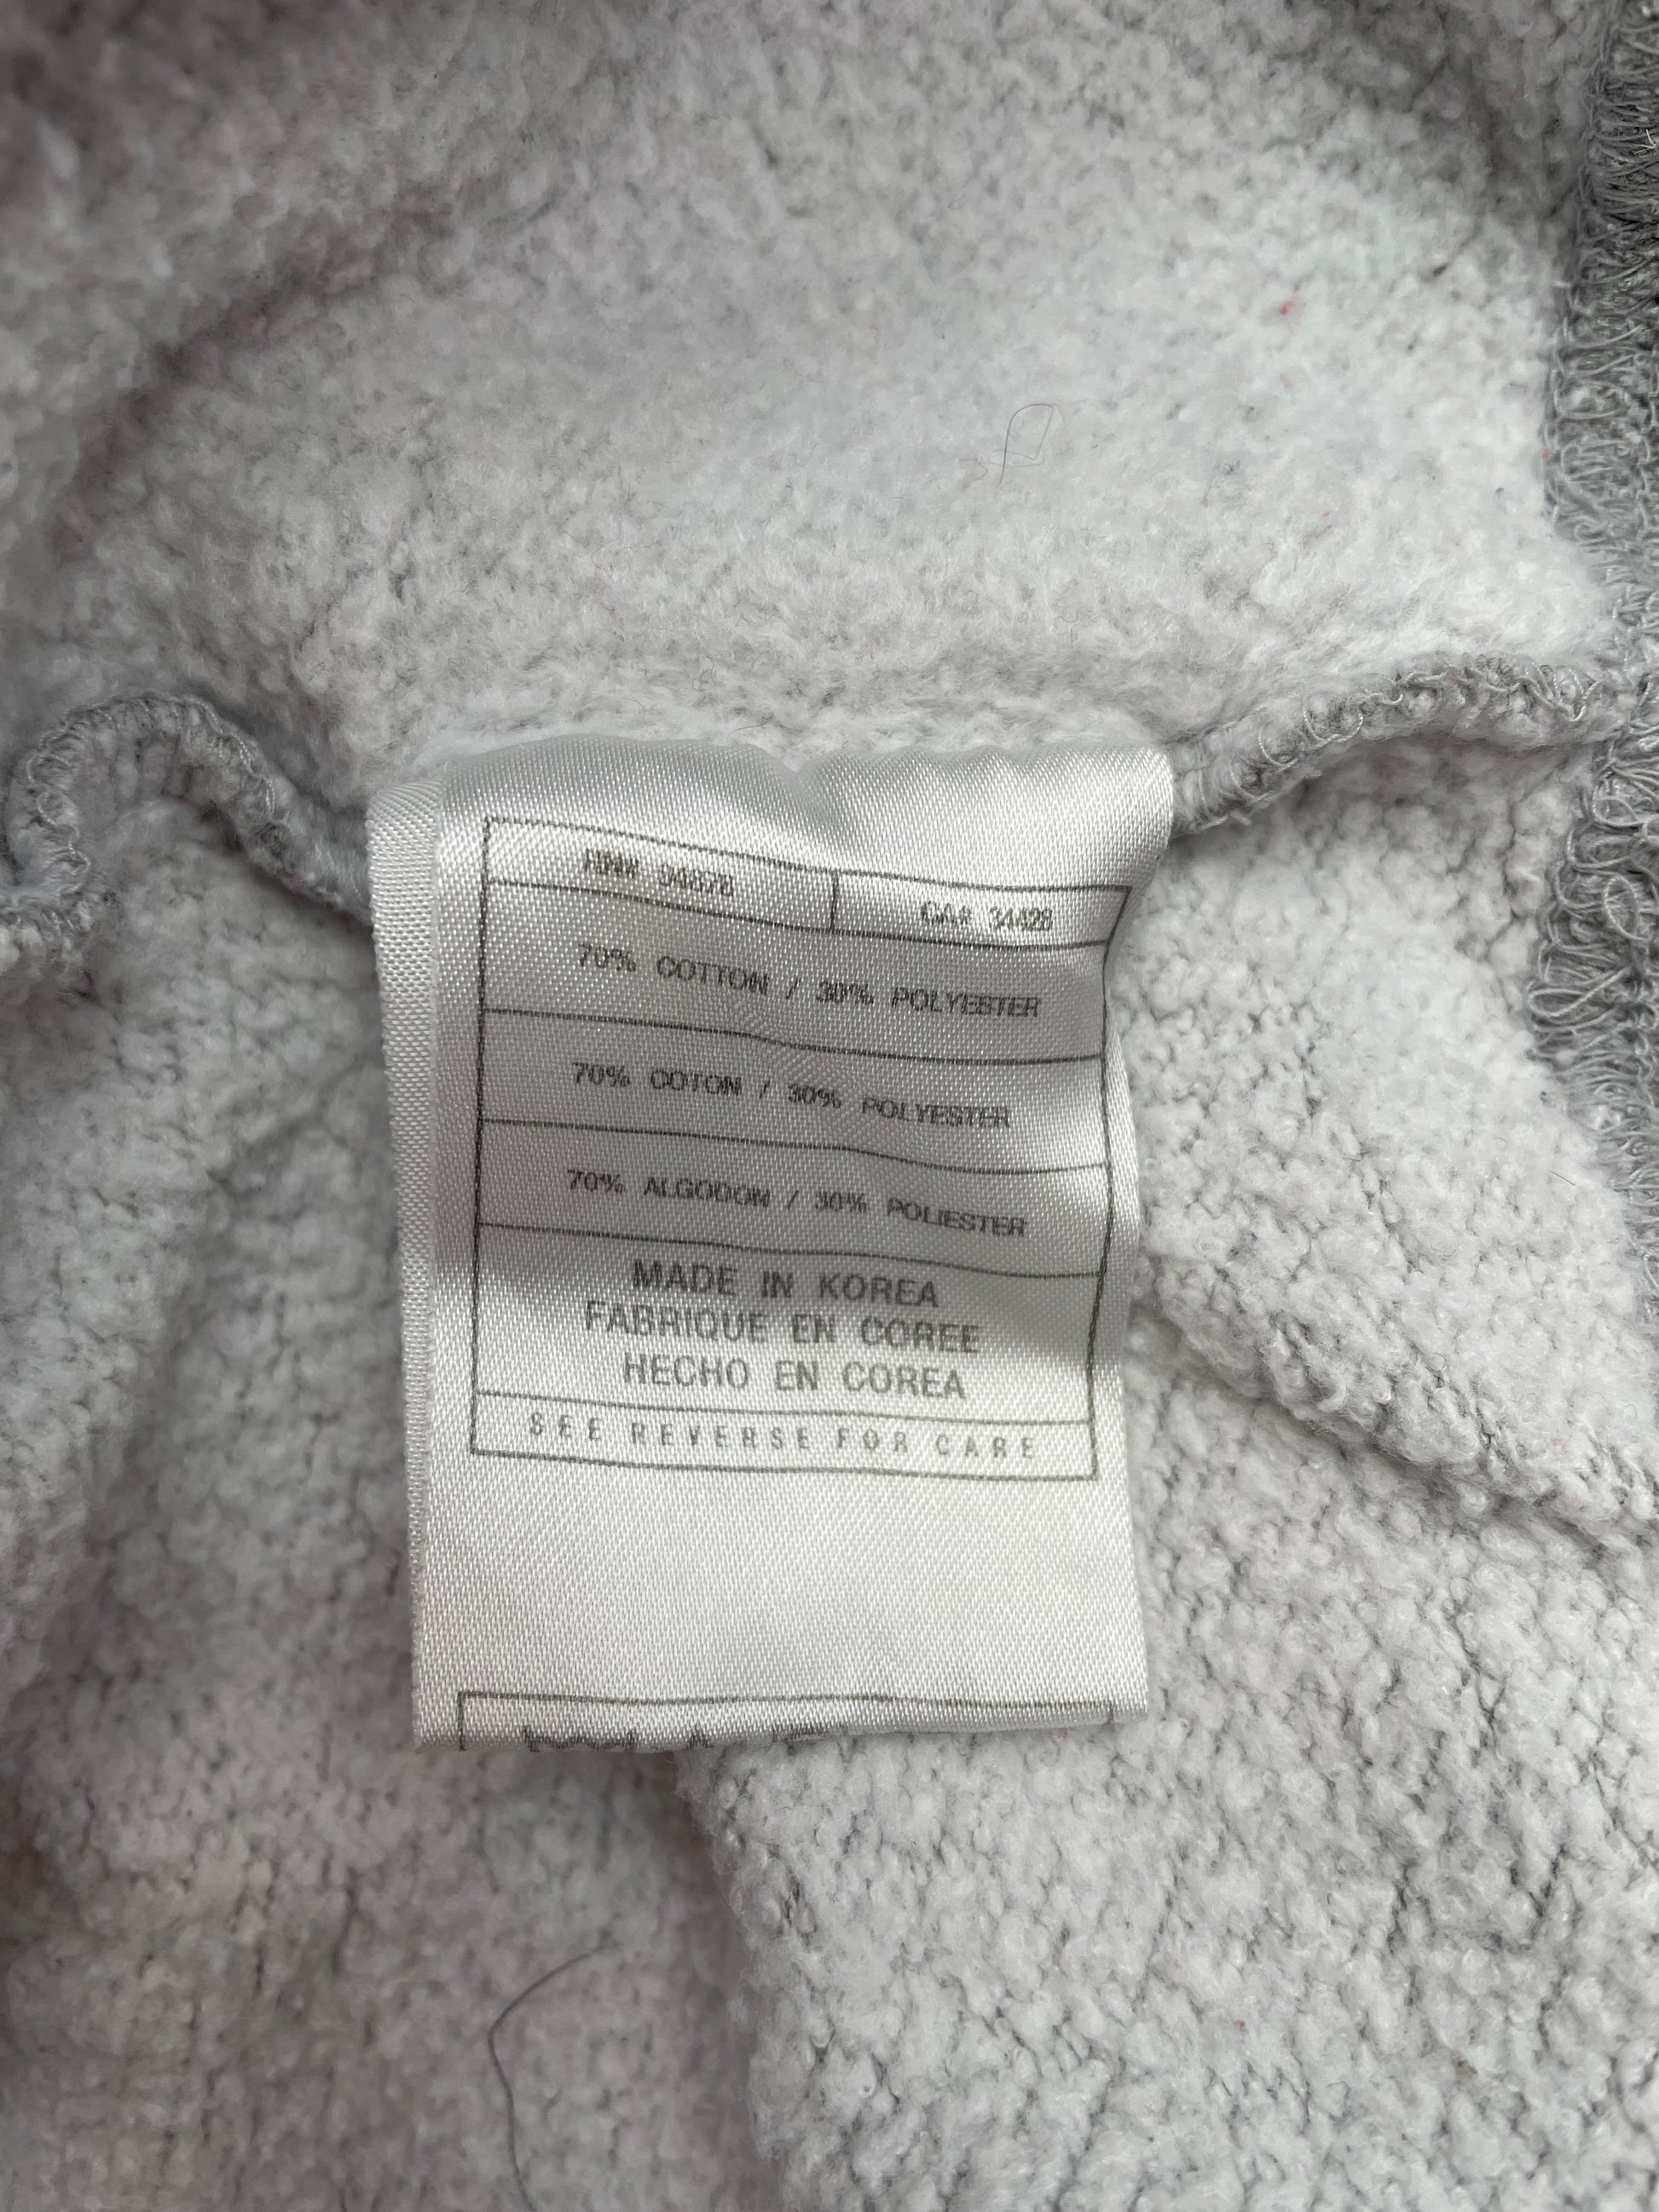 RN# 94878
CA# 34428
70% COTTON / 30% POLYESTER
70% COTON / 30% POLYESTER
70% ALGODON / 30% POLIESTER
MADE IN KOREA
FABRIQUE EN COREE
HECHO EN COREA
SEE REVERSE FOR CARE